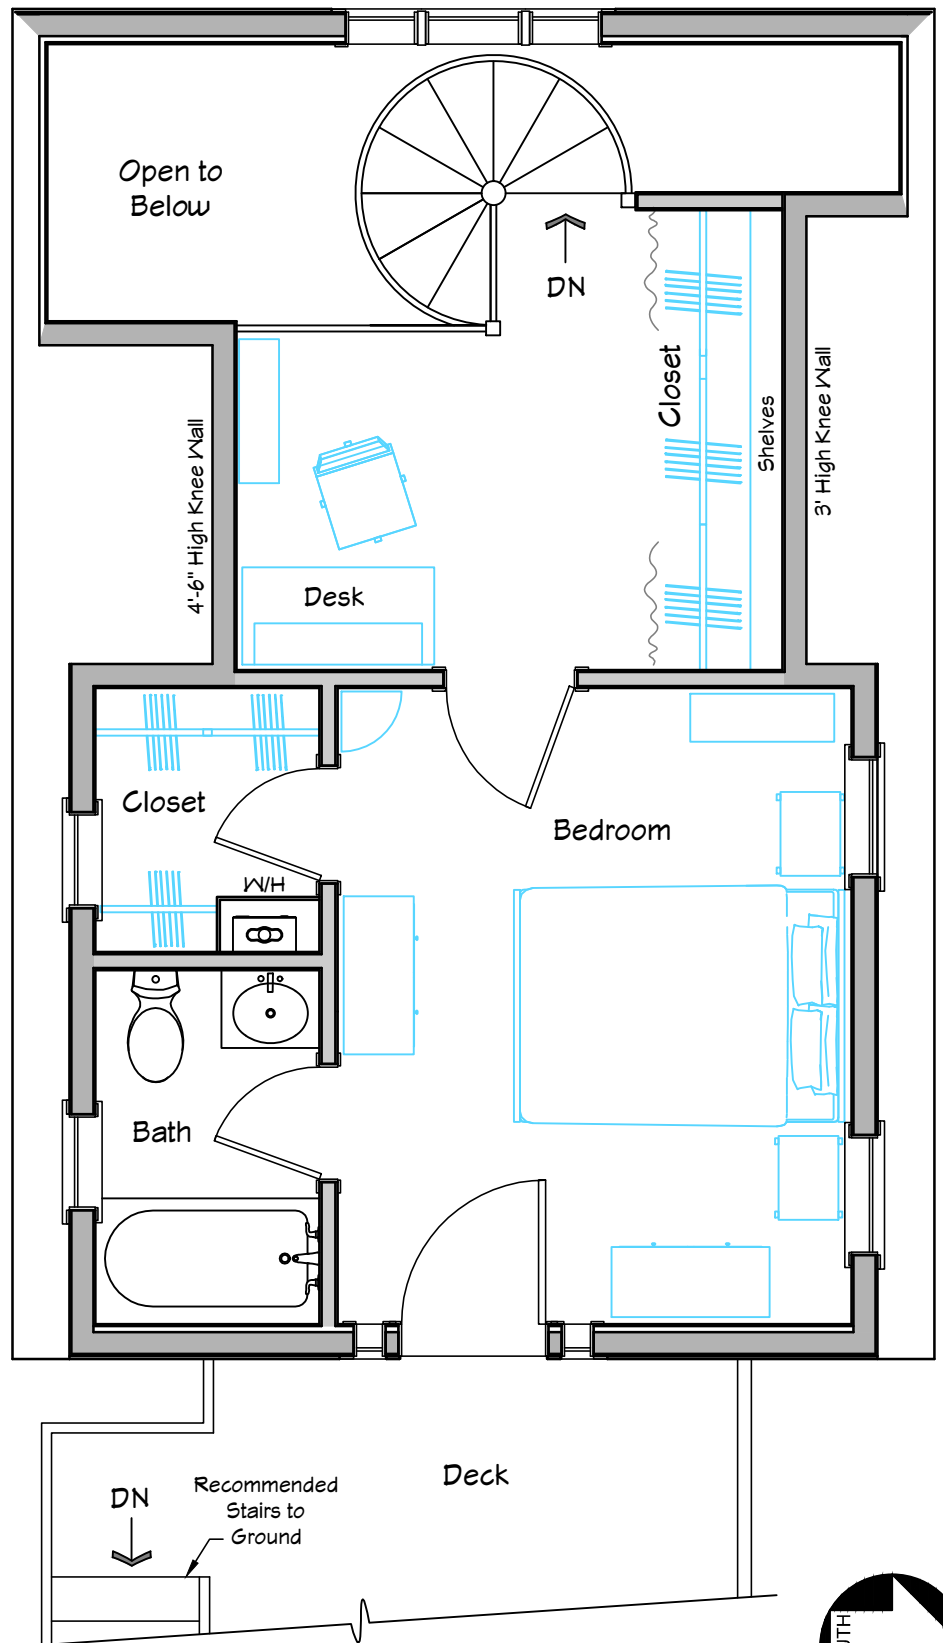 Open to
Below
DN
Closet
Shelves
3' High Knee Wall
4'-6" High Knee Wall
Desk
Closet
W/H
Bedroom
Bath
Deck
DN
Recommended
Stairs to
Ground